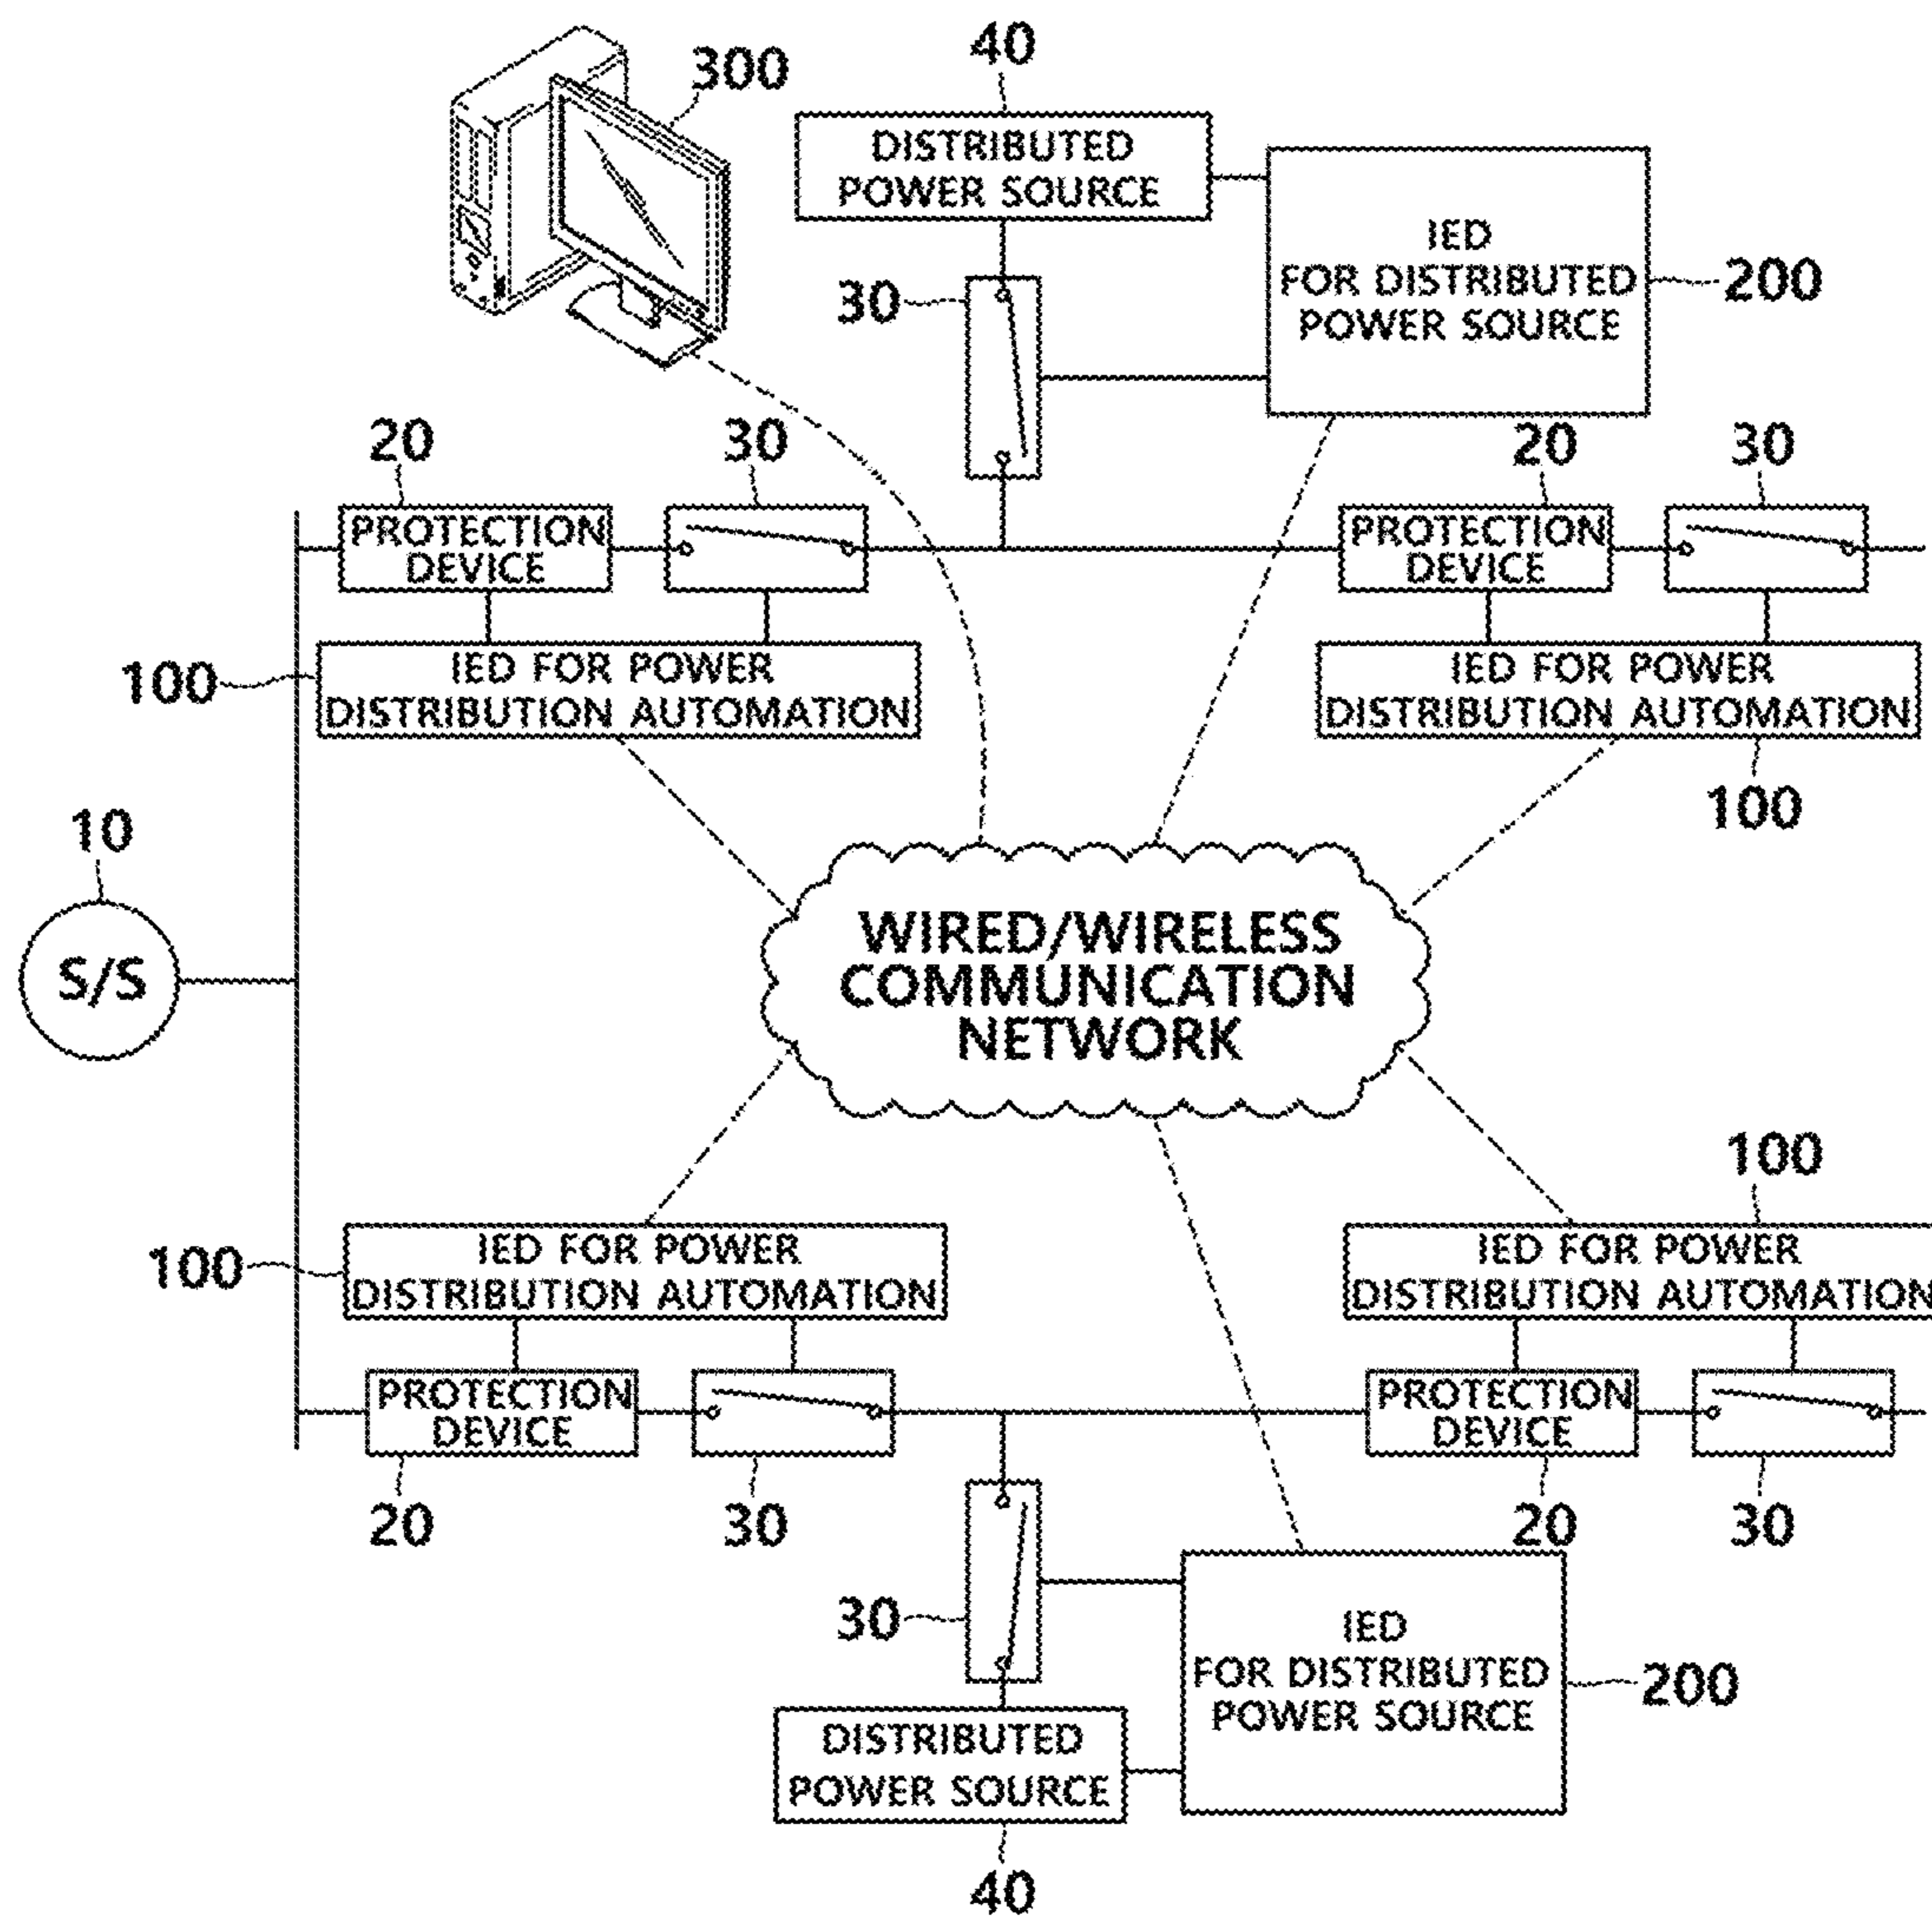 40
300
DISTRIBUTED
POWER SOURCE
IED
FOR DISTRIBUTED
POWER SOURCE
200
30
20
30
20
30
PROTECTION
DEVICE
PROTECTION
DEVICE
100
IED FOR POWER
DISTRIBUTION AUTOMATION
IED FOR POWER
DISTRIBUTION AUTOMATION
100
10
S/S
WIRED/WIRELESS
COMMUNICATION
NETWORK
100
100
IED FOR POWER
DISTRIBUTION AUTOMATION
IED FOR POWER
DISTRIBUTION AUTOMATION
PROTECTION
DEVICE
PROTECTION
DEVICE
20
30
20
30
30
IED
FOR DISTRIBUTED
POWER SOURCE
200
DISTRIBUTED
POWER SOURCE
40